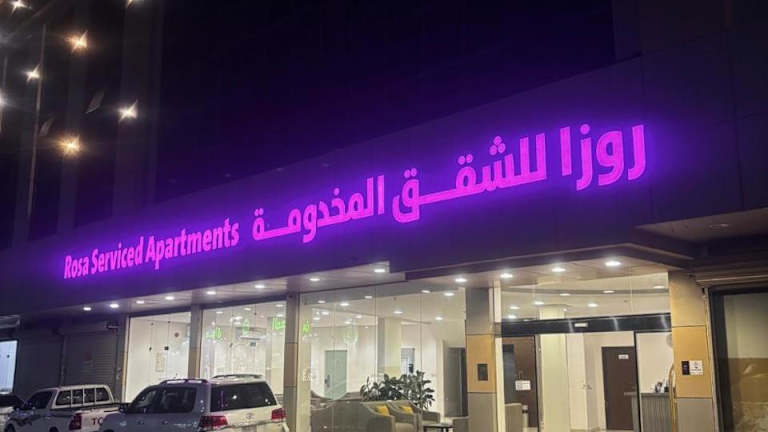 روزا للشقق المخدومة
Rosa Serviced Apartments